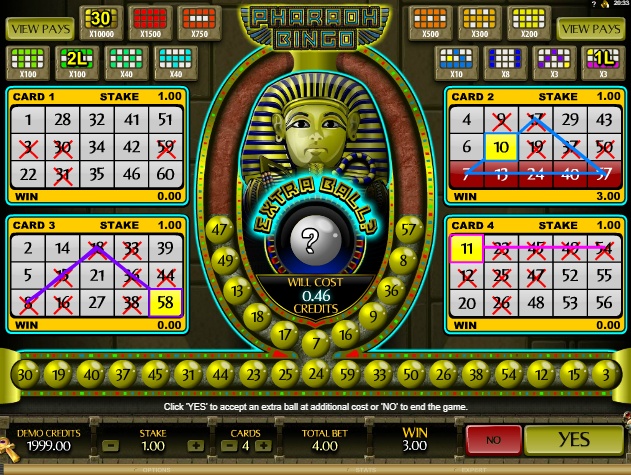 20:33
PHARAOH
BINGO
VIEW PAYS
30 X10000
X1500
X750
X100
2L X100
X40
X40
X500
X300
X200
VIEW PAYS
X10
X8
X3
1L X3
CARD 1 STAKE 1.00
1 28 32 41 51
3 30 34 42 59
22 31 35 46 60
WIN 0.00
CARD 2 STAKE 1.00
4 9 17 29 43
6 10 19 37 50
7 13 24 40 57
WIN 3.00
CARD 3 STAKE 1.00
2 14 18 33 39
5 15 21 36 44
8 16 27 38 58
WIN 0.00
CARD 4 STAKE 1.00
11 23 45 49 54
12 25 47 52
20 26 48 53 56
WIN 0.00
EXTRA BALL?
?
WILL COST
0.46
CREDITS
47 49 13 18 17 7 16 9 36 8 57
30 19 40 37 45 31 44 23 25 24 59 33 50 26 38 54 12 15 3
Click 'YES' to accept an extra ball at additional cost or 'NO' to end the game.
DEMO CREDITS
1999.00
STAKE
- 1.00 +
CARDS
- 4 +
TOTAL BET
4.00
WIN
3.00
NO
YES
OPTIONS
STATS
EXPERT